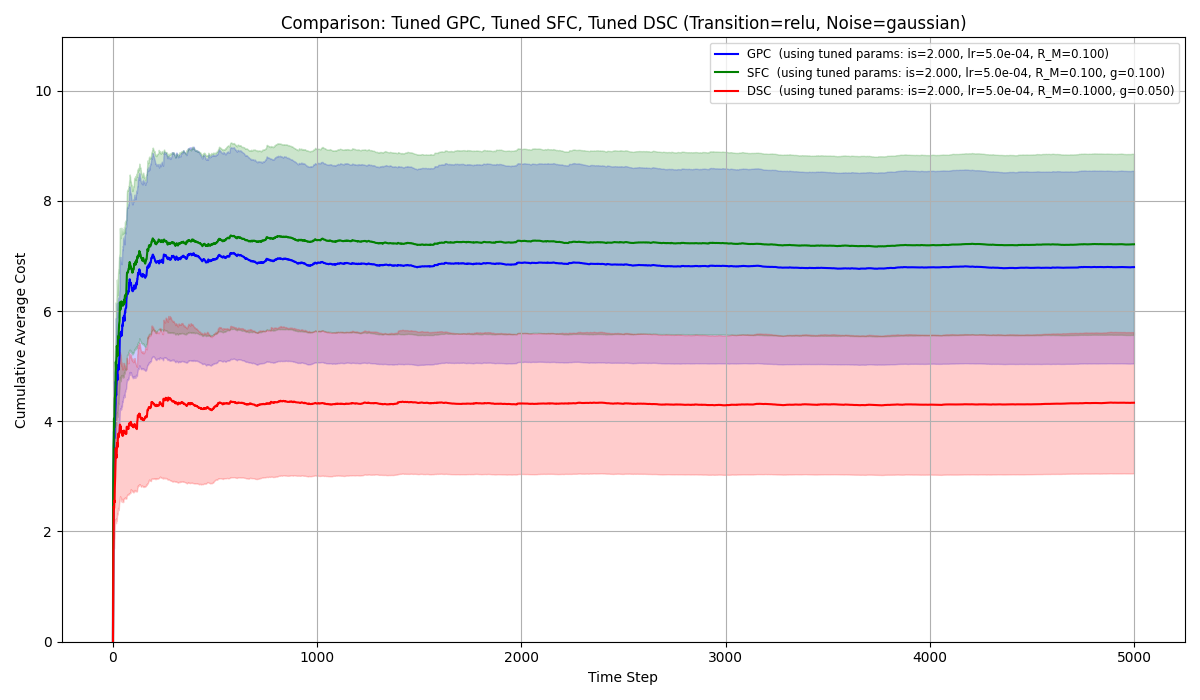 Comparison: Tuned GPC, Tuned SFC, Tuned DSC (Transition=relu, Noise=gaussian)
GPC  (using tuned params: is=2.000, lr=5.0e-04, R_M=0.100)
SFC  (using tuned params: is=2.000, lr=5.0e-04, R_M=0.100, g=0.100)
DSC  (using tuned params: is=2.000, lr=5.0e-04, R_M=0.1000, g=0.050)
Cumulative Average Cost
10
8
6
4
2
0
0 1000 2000 3000 4000 5000
Time Step